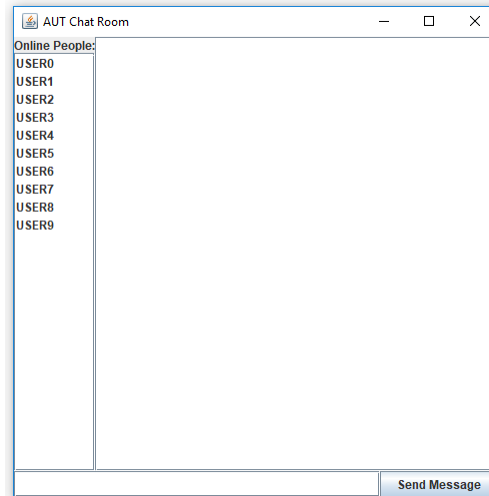 AUT Chat Room
Online People:
USER0
USER1
USER2
USER3
USER4
USER5
USER6
USER7
USER8
USER9
Send Message